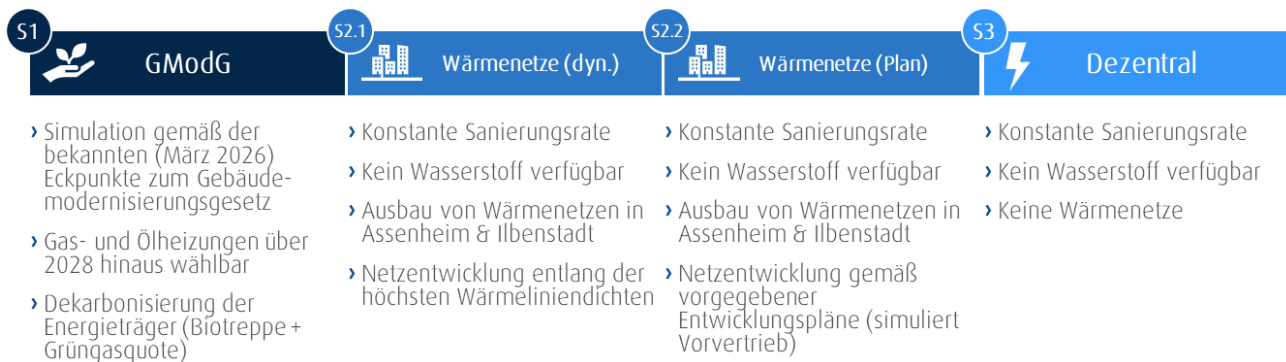 S1
GModG
› Simulation gemäß der
bekannten (März 2026)
Eckpunkte zum Gebäude-
modernisierungsgesetz
› Gas- und Ölheizungen über
2028 hinaus wählbar
› Dekarbonisierung der
Energieträger (Biotreppe +
Grüngasquote)
S2.1
Wärmenetze (dyn.)
› Konstante Sanierungsrate
› Kein Wasserstoff verfügbar
› Ausbau von Wärmenetzen in
Assenheim & Ilbenstadt
› Netzentwicklung entlang der
höchsten Wärmeliniendichten
S2.2
Wärmenetze (Plan)
› Konstante Sanierungsrate
› Kein Wasserstoff verfügbar
› Ausbau von Wärmenetzen in
Assenheim & Ilbenstadt
› Netzentwicklung gemäß
vorgegebener
Entwicklungspläne (simuliert
Vorvertrieb)
S3
Dezentral
› Konstante Sanierungsrate
› Kein Wasserstoff verfügbar
› Keine Wärmenetze